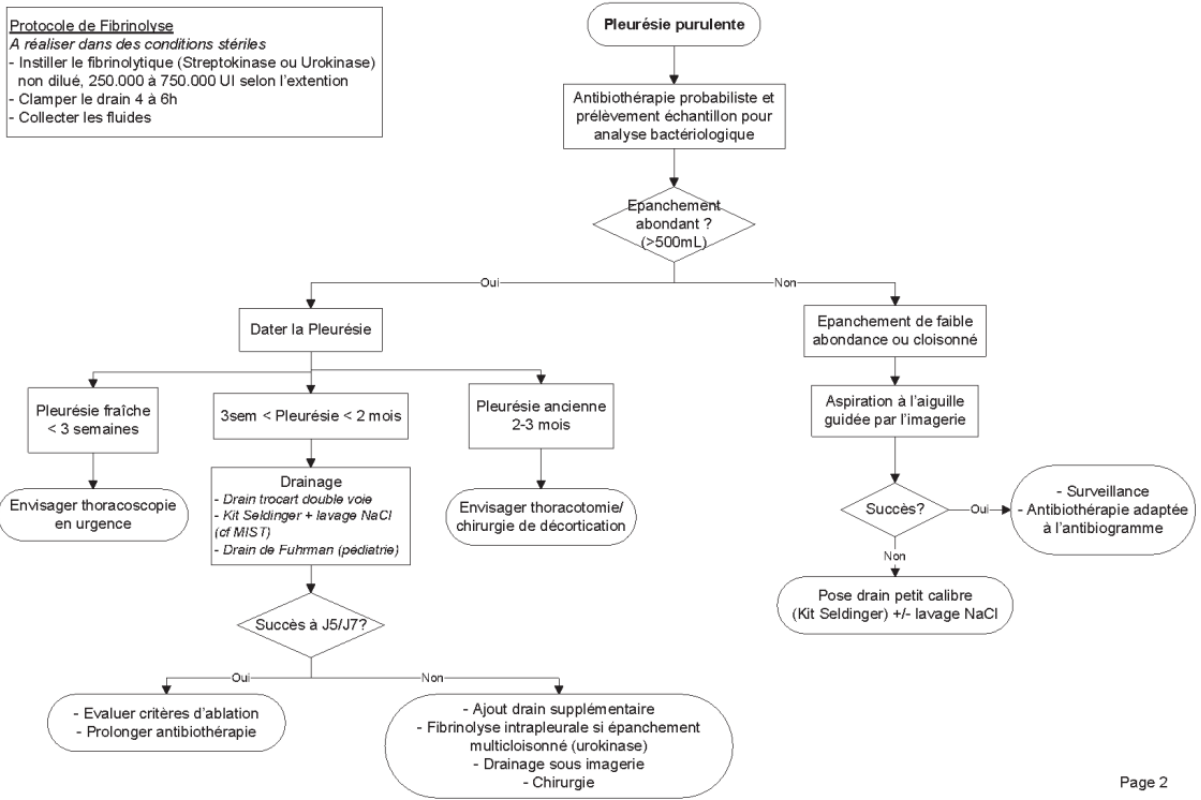 Protocole de Fibrinolyse
A réaliser dans des conditions stériles
- Instiller le fibrinolytique (Streptokinase ou Urokinase)
non dilué, 250.000 à 750.000 UI selon l'extention
- Clamper le drain 4 à 6h
- Collecter les fluides
Pleurésie purulente
Antibiothérapie probabiliste et
prélèvement échantillon pour
analyse bactériologique
Epanchement
abondant ?
(>500mL)
Oui
Non
Dater la Pleurésie
Epanchement de faible
abondance ou cloisonné
Pleurésie fraîche
< 3 semaines
3sem < Pleurésie < 2 mois
Pleurésie ancienne
2-3 mois
Aspiration à l'aiguille
guidée par l'imagerie
Envisager thoracoscopie
en urgence
Drainage
- Drain trocart double voie
- Kit Seldinger + lavage NaCl
(cf MIST)
- Drain de Fuhrman (pédiatrie)
Envisager thoracotomie/
chirurgie de décortication
Succès?
Oui
- Surveillance
- Antibiothérapie adaptée
à l'antibiogramme
Non
Pose drain petit calibre
(Kit Seldinger) +/- lavage NaCl
Succès à J5/J7?
Oui
Non
- Evaluer critères d'ablation
- Prolonger antibiothérapie
- Ajout drain supplémentaire
- Fibrinolyse intrapleurale si épanchement
multicloisonné (urokinase)
- Drainage sous imagerie
- Chirurgie
Page 2